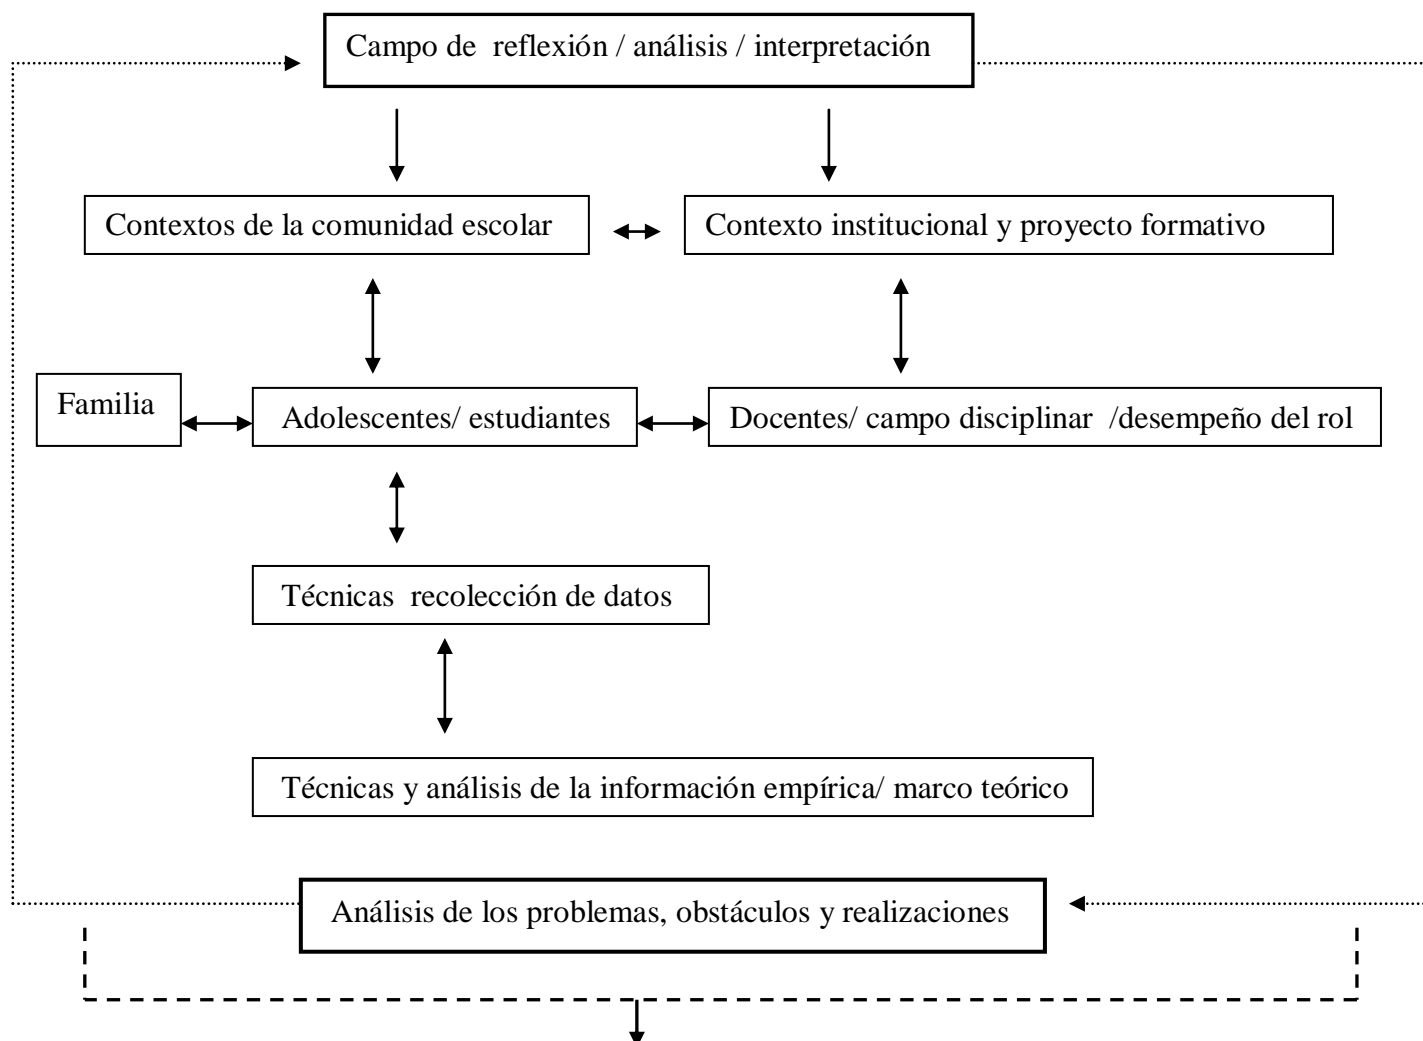 Campo de  reflexión / análisis / interpretación
Contextos de la comunidad escolar
Contexto institucional y proyecto formativo
Familia
Adolescentes/ estudiantes
Docentes/ campo disciplinar  /desempeño del rol
Técnicas  recolección de datos
Técnicas y análisis de la información empírica/ marco teórico
Análisis de los problemas, obstáculos y realizaciones